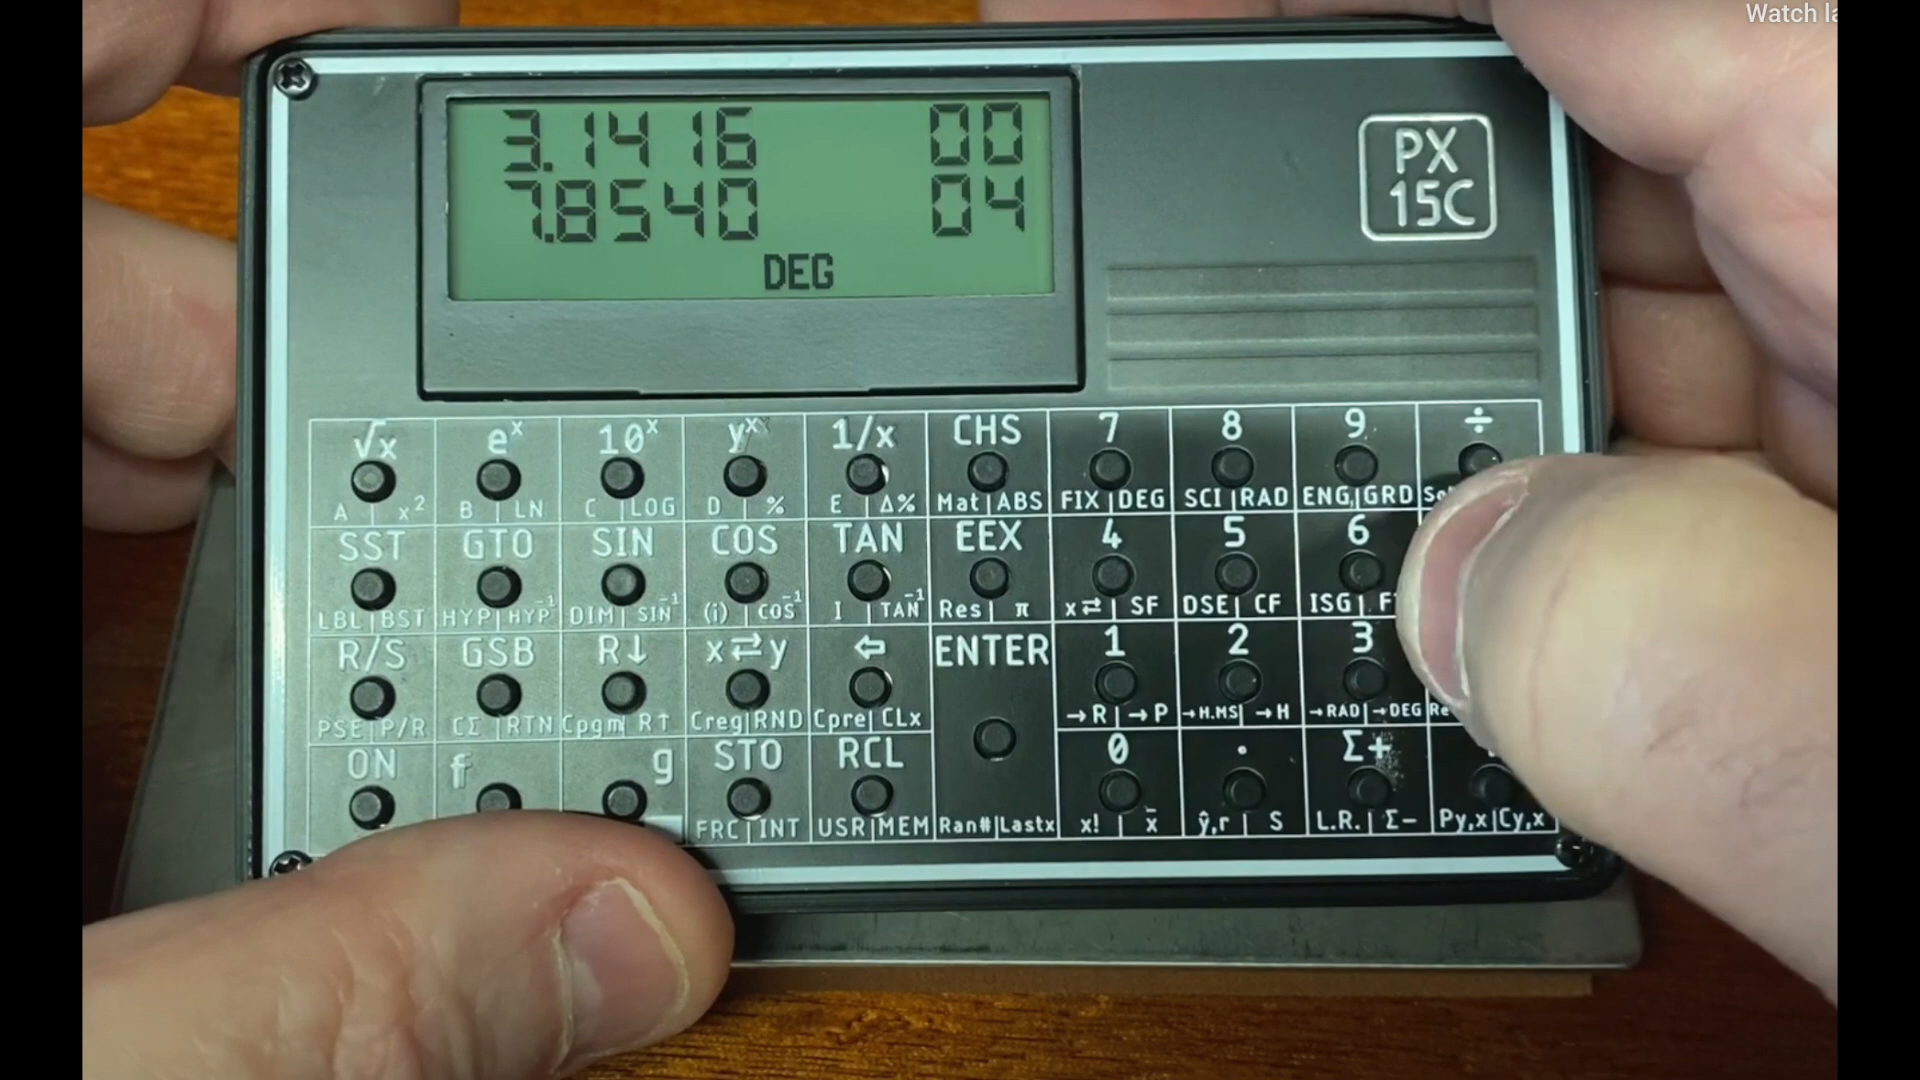 Watch
3.1416 00
7.8540 04
DEG
PX
15C
√x eˣ 10ˣ yˣ 1/x CHS 7 8 9 ÷
A | x² B | LN C | LOG D | % E | Δ% Mat|ABS FIX|DEG SCI|RAD ENG|GRD
SST GTO SIN COS TAN EEX 4 5 6
LBL|BST HYP|HYP⁻¹ DIM|SIN⁻¹ (i)|COS⁻¹ I|TAN⁻¹ Res|π x⇄|SF DSE|CF ISG|
R/S GSB R↓ x⇄y ⇦ ENTER 1 2 3
PSE|P/R CΣ|RTN Cpgm|R↑ Creg|RND Cpre|CLx →R|→P →H.MS|→H →RAD|→DEG
ON f g STO RCL 0 . Σ+
FRC|INT USR|MEM Ran#|Lastx x!|x̄ ŷ,r|S L.R.|Σ− Py,x|Cy,x